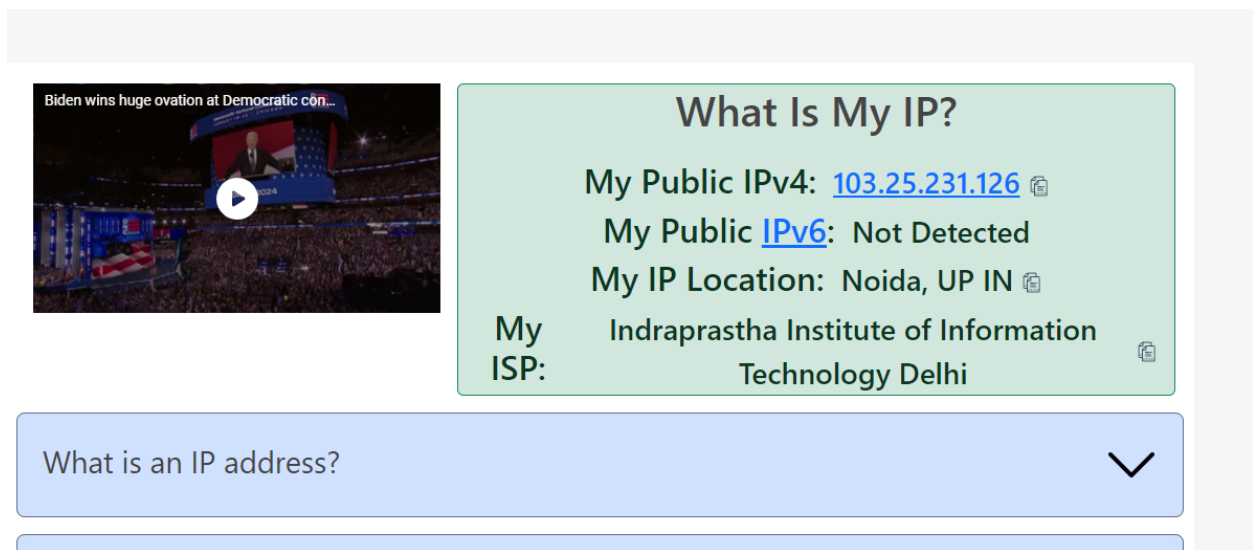 Biden wins huge ovation at Democratic con...
What Is My IP?
My Public IPv4: 103.25.231.126
My Public IPv6: Not Detected
My IP Location: Noida, UP IN
My ISP: Indraprastha Institute of Information Technology Delhi
What is an IP address?